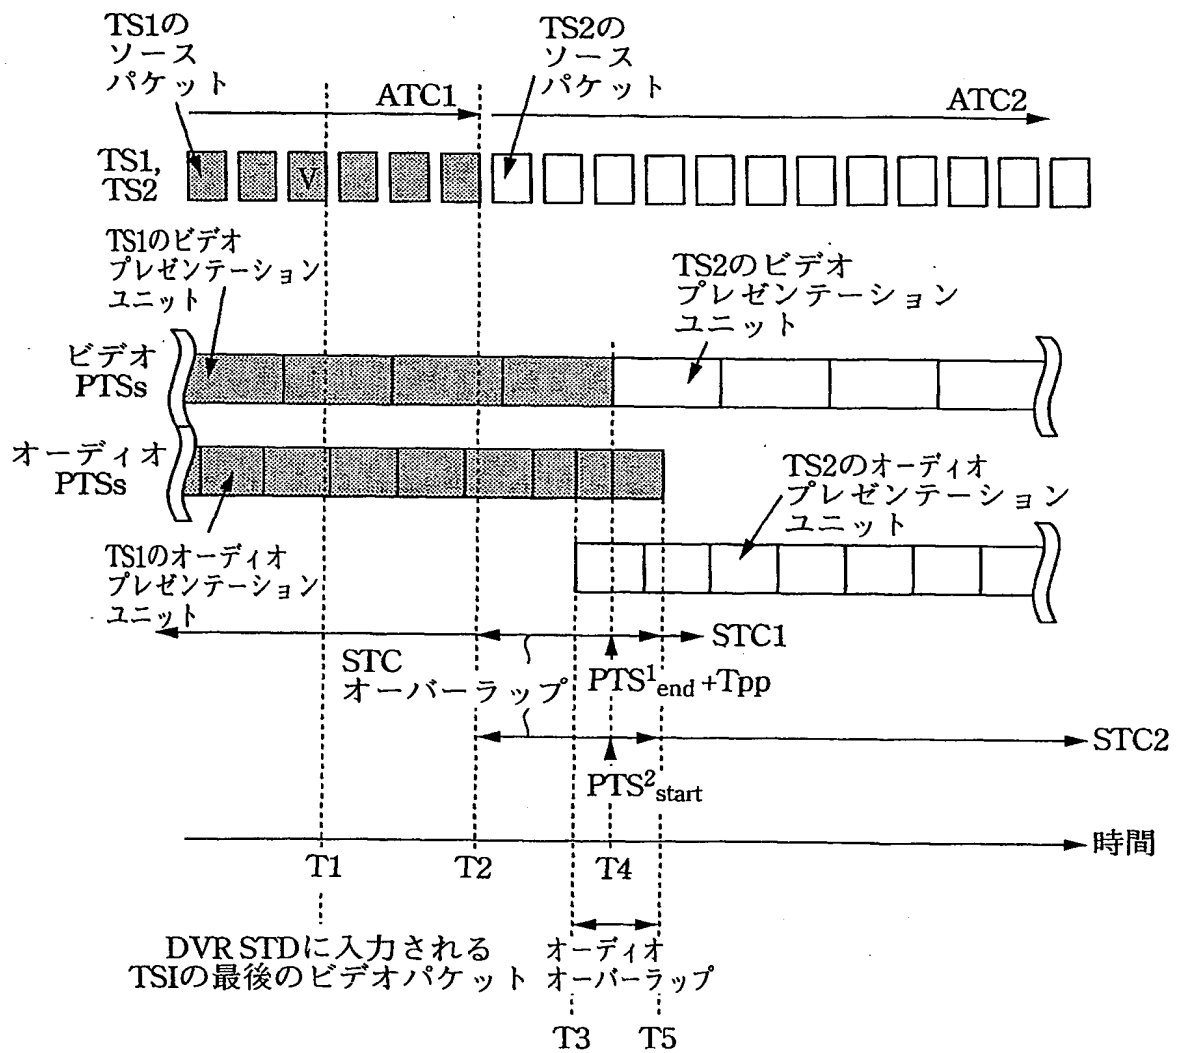 TS1の
ソース
パケット
TS2の
ソース
パケット
ATC1
ATC2
TS1,
TS2
V
TS1のビデオ
プレゼンテーション
ユニット
TS2のビデオ
プレゼンテーション
ユニット
ビデオ
PTSs
オーディオ
PTSs
TS2のオーディオ
プレゼンテーション
ユニット
TS1のオーディオ
プレゼンテーション
ユニット
STC1
STC
オーバーラップ
PTS¹end+Tpp
STC2
PTS²start
時間
T1
T2
T4
DVR STDに入力される
TSIの最後のビデオパケット
オーディオ
オーバーラップ
T3
T5